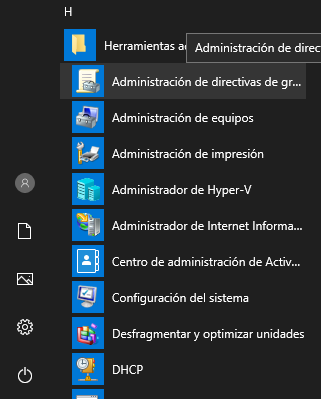 H
Herramientas ad
Administración de direc
Administración de directivas de gr...
Administración de equipos
Administración de impresión
Administrador de Hyper-V
Administrador de Internet Informa...
Centro de administración de Activ...
Configuración del sistema
Desfragmentar y optimizar unidades
DHCP